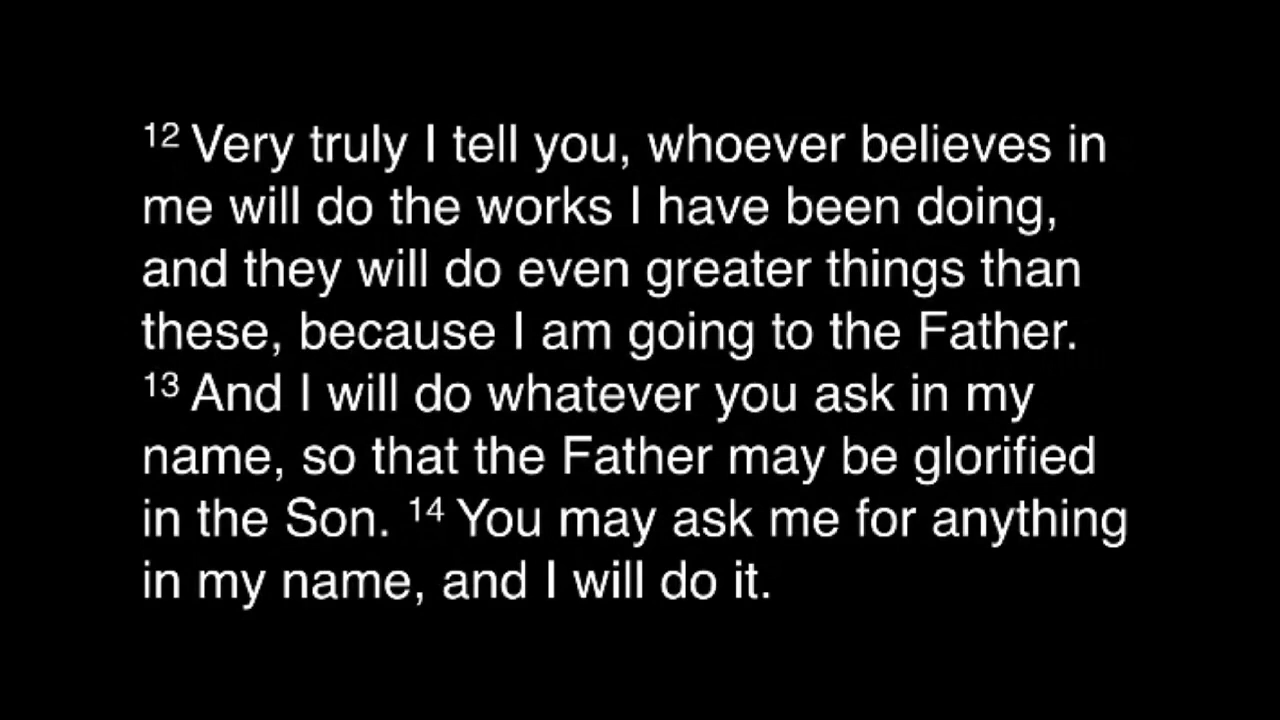 12 Very truly I tell you, whoever believes in
me will do the works I have been doing,
and they will do even greater things than
these, because I am going to the Father.
13 And I will do whatever you ask in my
name, so that the Father may be glorified
in the Son. 14 You may ask me for anything
in my name, and I will do it.